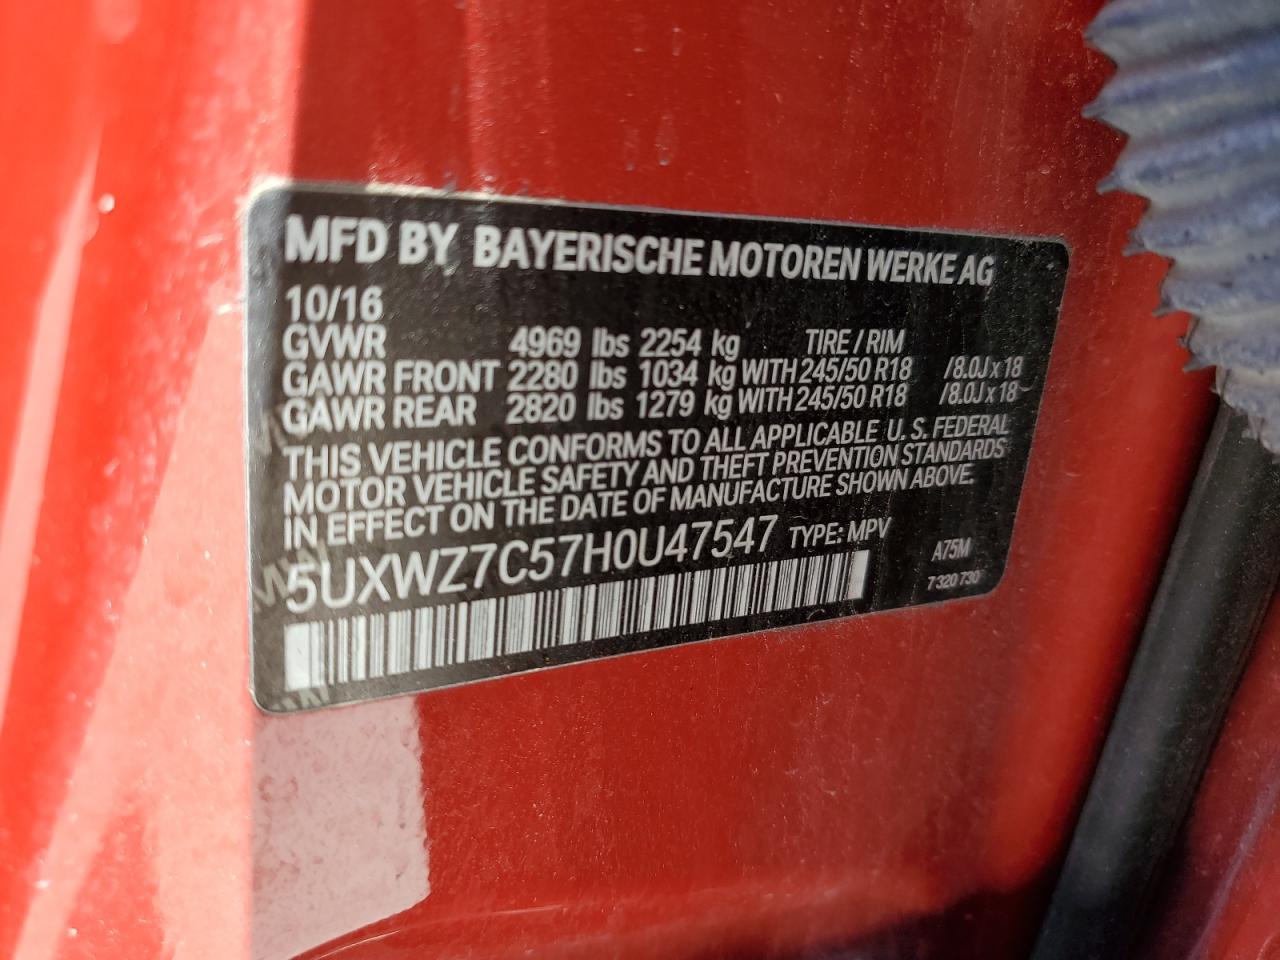 MFD BY BAYERISCHE MOTOREN WERKE AG
10/16
GVWR 4969 lbs 2254 kg TIRE / RIM
GAWR FRONT 2280 lbs 1034 kg WITH 245/50 R18 /8.0J x 18
GAWR REAR 2820 lbs 1279 kg WITH 245/50 R18 /8.0J x 18
THIS VEHICLE CONFORMS TO ALL APPLICABLE U. S. FEDERAL
MOTOR VEHICLE SAFETY AND THEFT PREVENTION STANDARDS
IN EFFECT ON THE DATE OF MANUFACTURE SHOWN ABOVE.
5UXWZ7C57H0U47547 TYPE: MPV
A75M
7 320 730